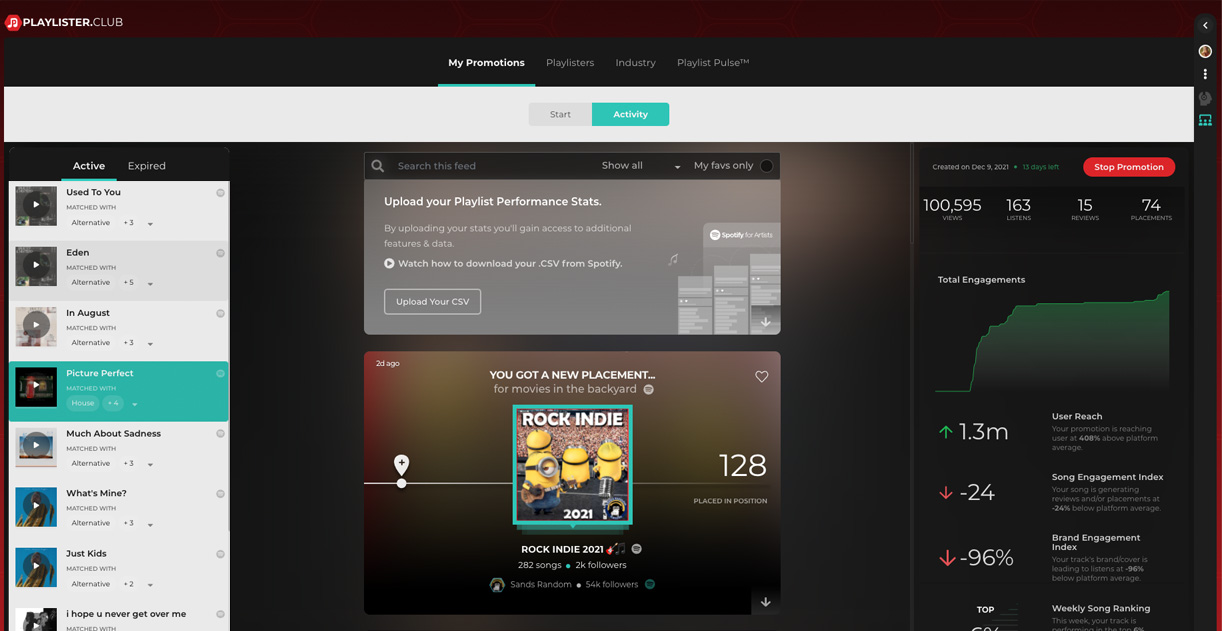 PLAYLISTER.CLUB
My Promotions
Playlisters
Industry
Playlist Pulse™
Start
Activity
Active
Expired
Used To You
MATCHED WITH
Alternative
+ 3
Eden
MATCHED WITH
Alternative
+ 5
In August
MATCHED WITH
Alternative
+ 3
Picture Perfect
MATCHED WITH
House
+ 4
Much About Sadness
MATCHED WITH
Alternative
+ 3
What's Mine?
MATCHED WITH
Alternative
+ 3
Just Kids
MATCHED WITH
Alternative
+ 2
i hope u never get over me
MATCHED WITH
Search this feed
Show all
My favs only
Upload your Playlist Performance Stats.
By uploading your stats you'll gain access to additional
features & data.
Watch how to download your .CSV from Spotify.
Upload Your CSV
Spotify for Artists
2d ago
YOU GOT A NEW PLACEMENT...
for movies in the backyard
ROCK INDIE
2021
128
PLACED IN POSITION
ROCK INDIE 2021
282 songs ● 2k followers
Sands Random ● 54k followers
Created on Dec 9, 2021 ● 13 days left
Stop Promotion
100,595
VIEWS
163
LISTENS
15
REVIEWS
74
PLACEMENTS
Total Engagements
1.3m
User Reach
Your promotion is reaching
user at 408% above platform
average.
-24
Song Engagement Index
Your song is generating
reviews and/or placements at
-24% below platform average.
-96%
Brand Engagement
Index
Your track's brand/cover is
leading to listens at -96%
below platform average.
TOP
6%
Weekly Song Ranking
This week, your track is
performing in the top 6%